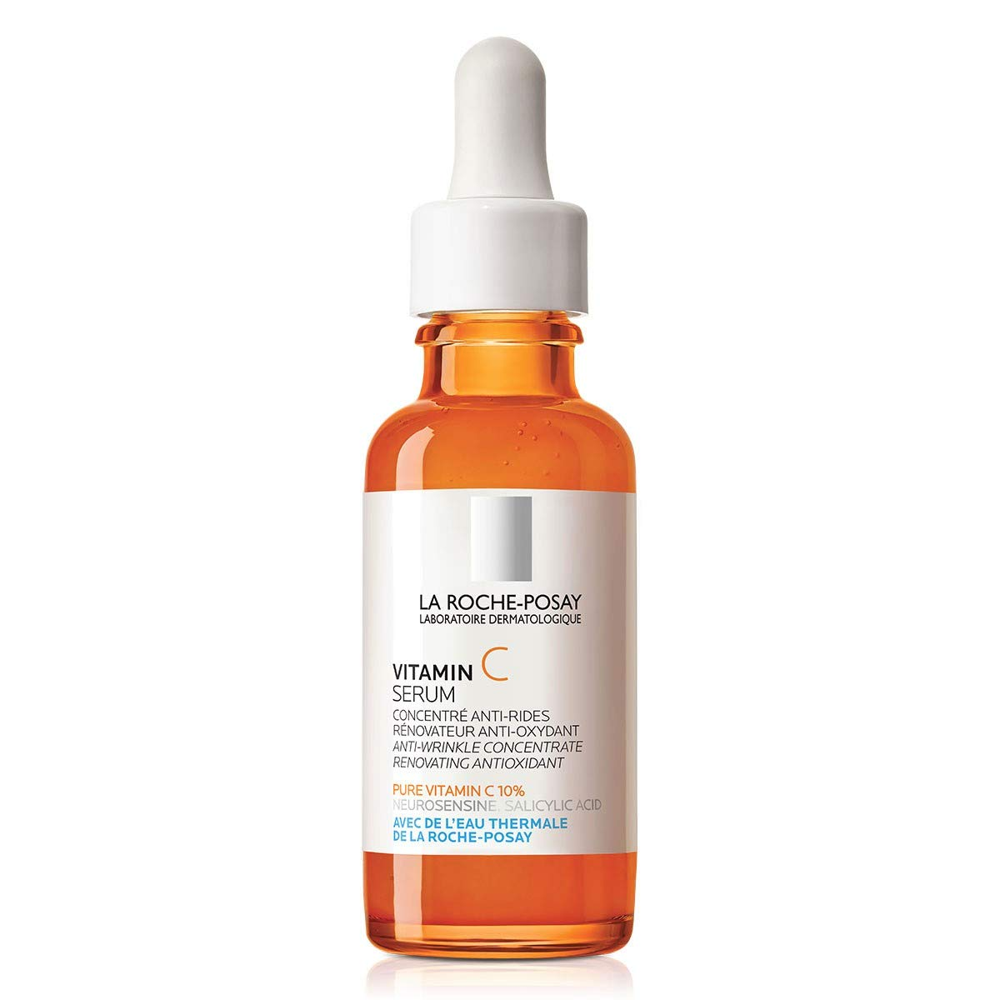 LA ROCHE-POSAY
LABORATOIRE DERMATOLOGIQUE
VITAMIN C
SERUM
CONCENTRÉ ANTI-RIDES
RÉNOVATEUR ANTI-OXYDANT
ANTI-WRINKLE CONCENTRATE
RENOVATING ANTIOXIDANT
PURE VITAMIN C 10%
NEUROSENSINE. SALICYLIC ACID
AVEC DE L'EAU THERMALE
DE LA ROCHE-POSAY